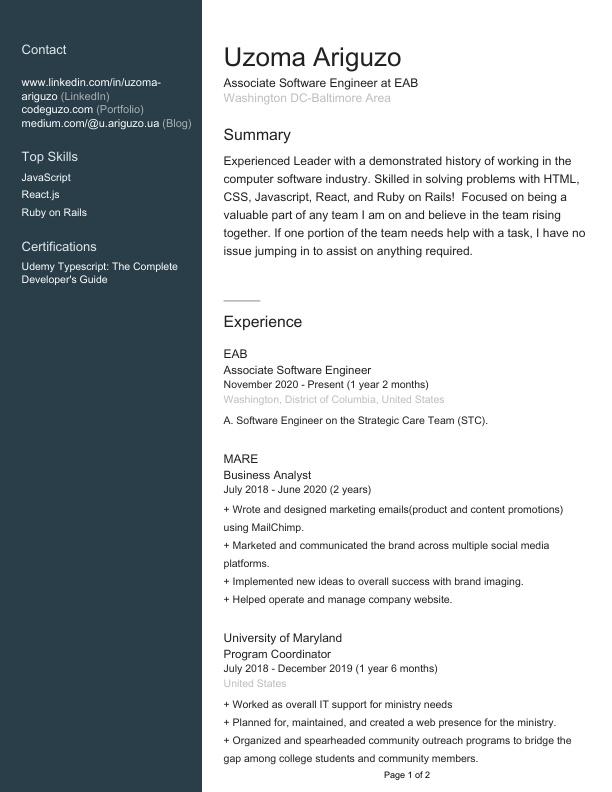 Contact
www.linkedin.com/in/uzoma-
ariguzo (LinkedIn)
codeguzo.com (Portfolio)
medium.com/@u.ariguzo.ua (Blog)
Top Skills
JavaScript
React.js
Ruby on Rails
Certifications
Udemy Typescript: The Complete
Developer's Guide
Uzoma Ariguzo
Associate Software Engineer at EAB
Washington DC-Baltimore Area
Summary
Experienced Leader with a demonstrated history of working in the
computer software industry. Skilled in solving problems with HTML,
CSS, Javascript, React, and Ruby on Rails!  Focused on being a
valuable part of any team I am on and believe in the team rising
together. If one portion of the team needs help with a task, I have no
issue jumping in to assist on anything required.
Experience
EAB
Associate Software Engineer
November 2020 - Present (1 year 2 months)
Washington, District of Columbia, United States
A. Software Engineer on the Strategic Care Team (STC).
MARE
Business Analyst
July 2018 - June 2020 (2 years)
+ Wrote and designed marketing emails(product and content promotions)
using MailChimp.
+ Marketed and communicated the brand across multiple social media
platforms.
+ Implemented new ideas to overall success with brand imaging.
+ Helped operate and manage company website.
University of Maryland
Program Coordinator
July 2018 - December 2019 (1 year 6 months)
United States
+ Worked as overall IT support for ministry needs
+ Planned for, maintained, and created a web presence for the ministry.
+ Organized and spearheaded community outreach programs to bridge the
gap among college students and community members.
Page 1 of 2